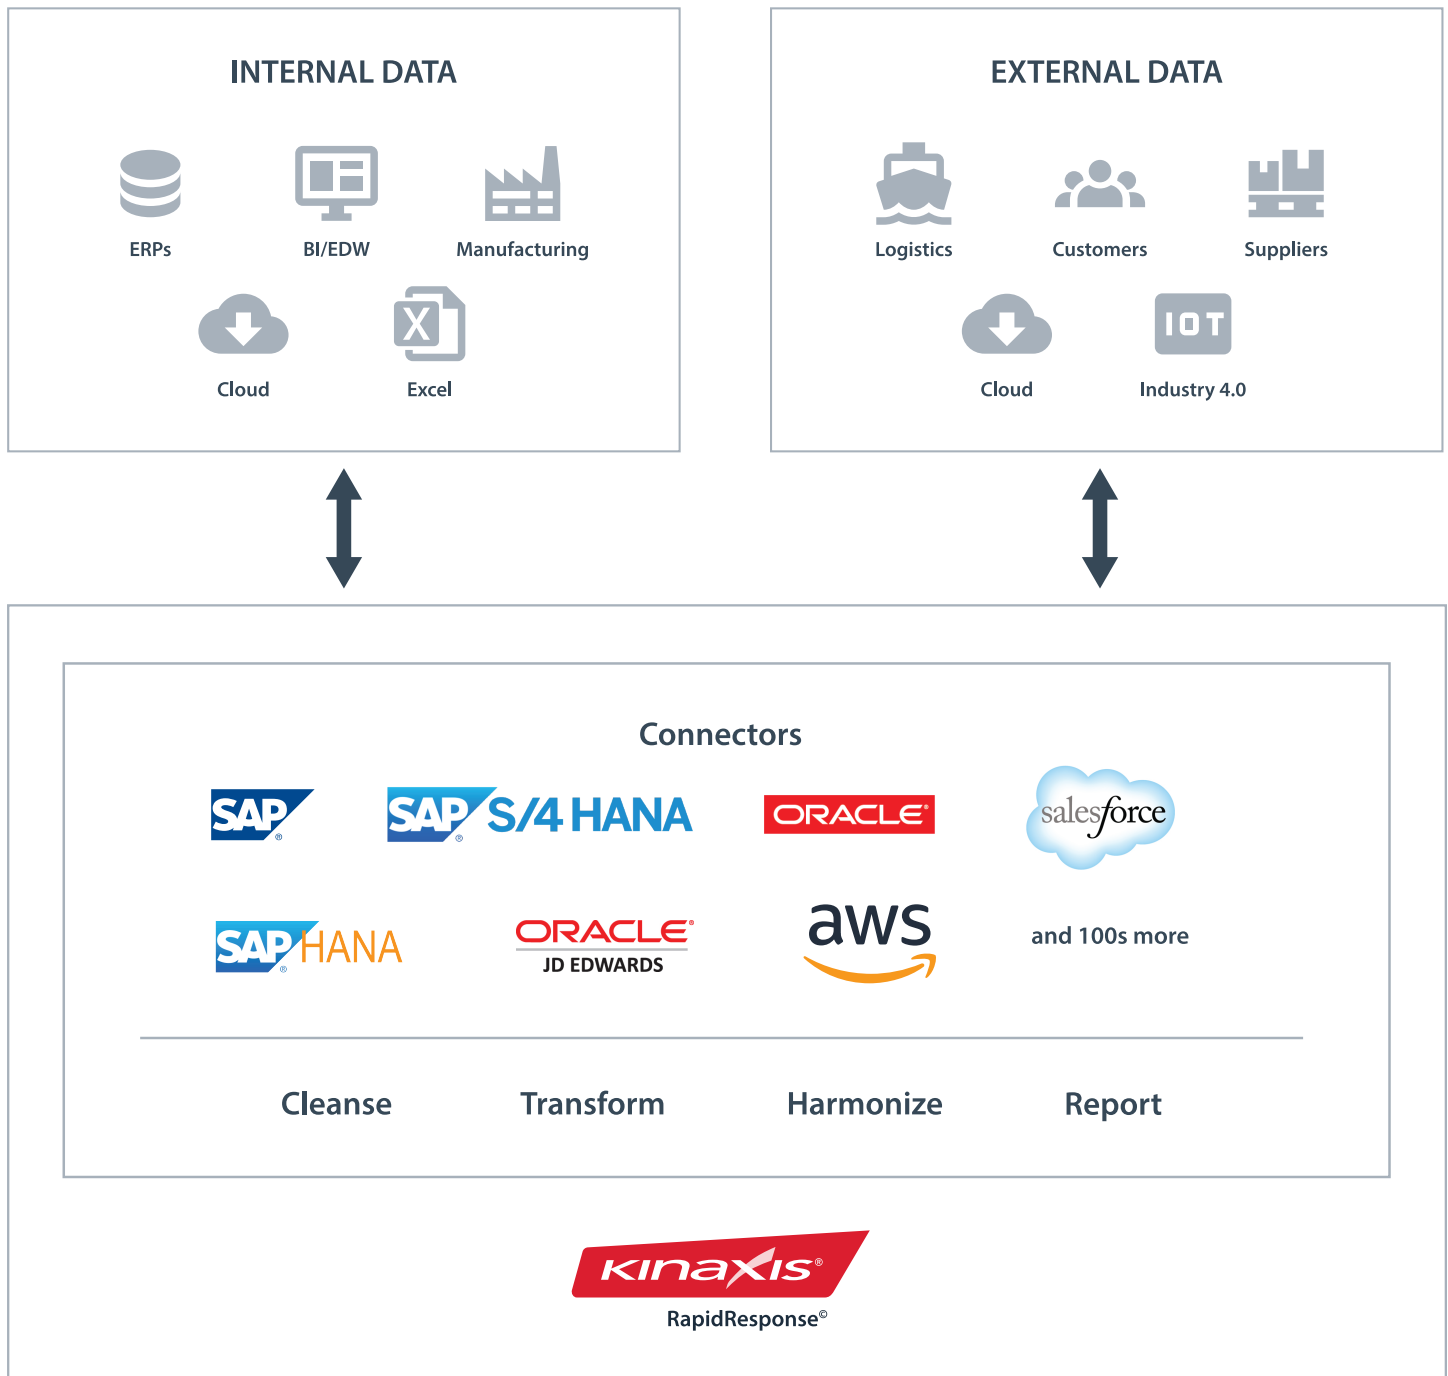 INTERNAL DATA
ERPs
BI/EDW
Manufacturing
Cloud
X
Excel
EXTERNAL DATA
Logistics
Customers
Suppliers
Cloud
IOT
Industry 4.0
Connectors
SAP®
SAP® S/4 HANA
ORACLE®
salesforce
SAP® HANA
ORACLE®
JD EDWARDS
aws
and 100s more
Cleanse
Transform
Harmonize
Report
Kinaxis®
RapidResponse©